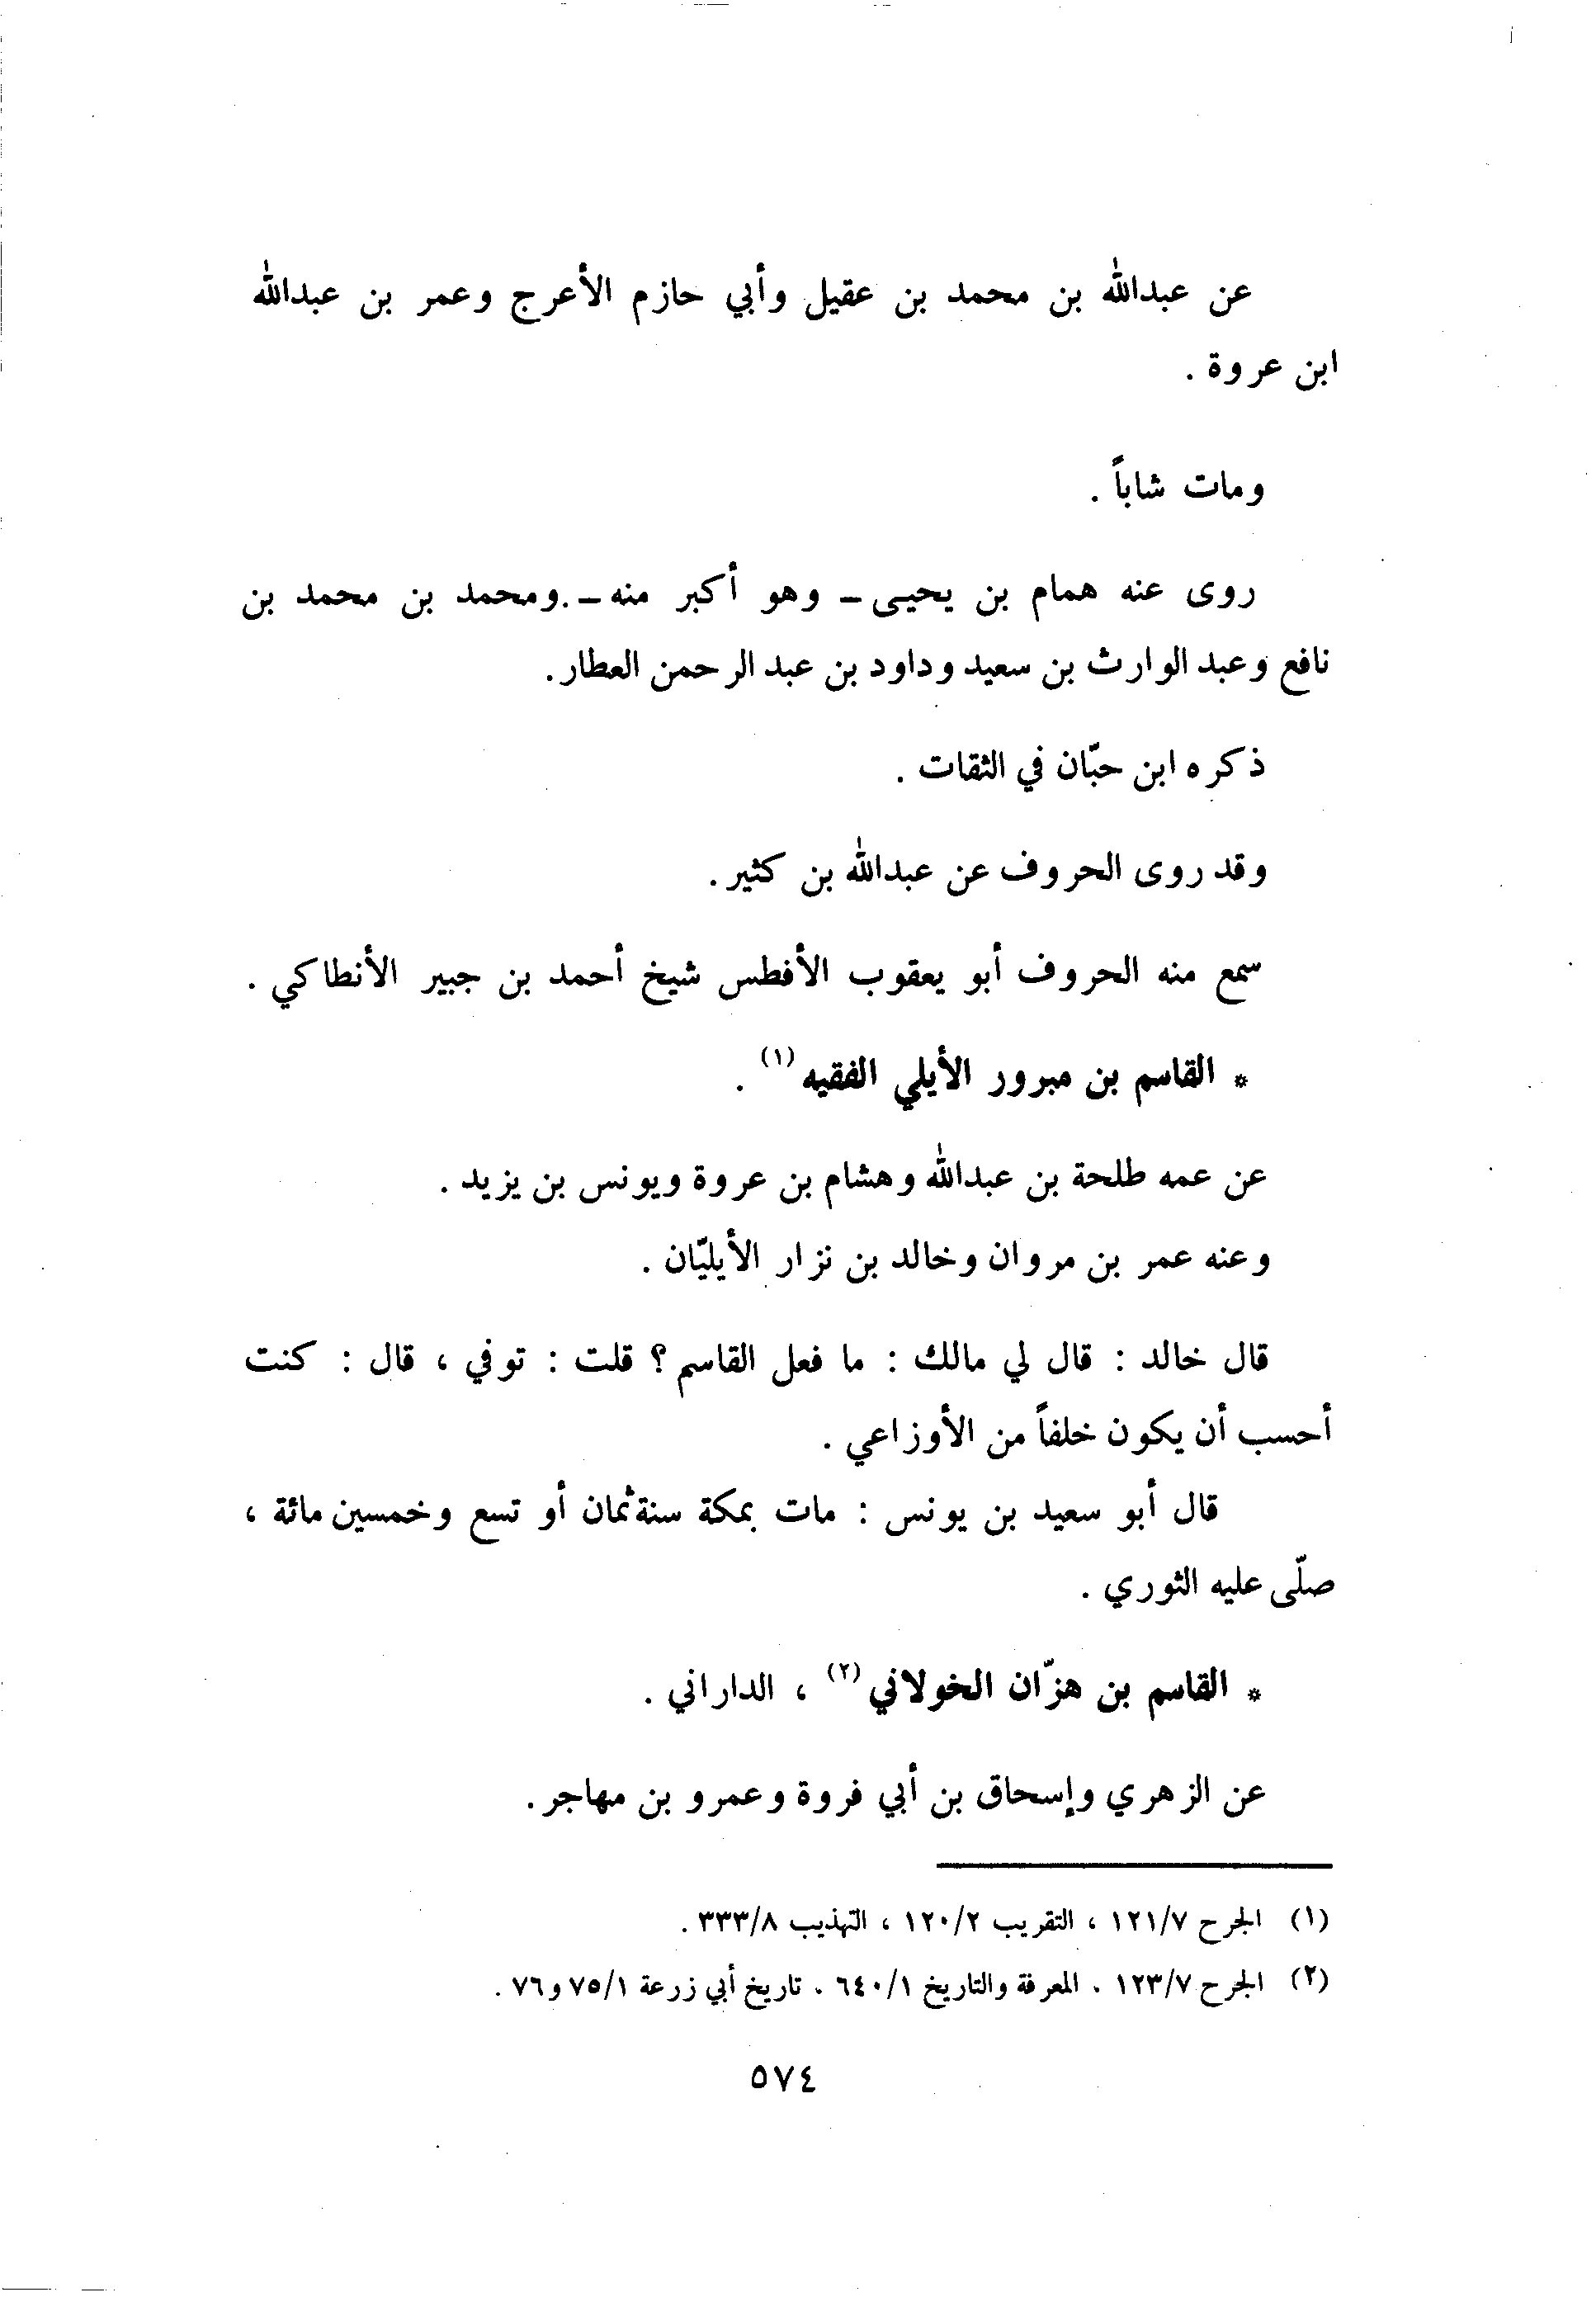 عن عبدالله بن محمد بن عقيل وأبي حازم الأعرج وعمر بن عبدالله
ابن عروة .
ومات شاباً .
روى عنه همام بن يحيـى ـ وهو أكبر منه ـ .ومحمد بن محمد بن
نافع وعبد الوارث بن سعيد وداود بن عبد الرحمن العطار.
ذكره ابن حبّان في الثقات .
وقد روى الحروف عن عبدالله بن كثير.
سمع منه الحروف أبو يعقوب الأفطس شيخ أحمد بن جبير الأنطاكي .
* القاسم بن مبرور الأيلي الفقيه (١) .
عن عمه طلحة بن عبدالله وهشام بن عروة ويونس بن يزيد .
وعنه عمر بن مروان وخالد بن نزار الأيليّان .
قال خالد : قال لي مالك : ما فعل القاسم ؟ قلت : توفي ، قال : كنت
أحسب أن يكون خلفاً من الأوزاعي .
قال أبو سعيد بن يونس : مات بمكة سنة ثمان أو تسع وخمسين مائة ،
صلّى عليه الثوري .
* القاسم بن هزّان الخولاني (٢) ، الداراني .
عن الزهري وإسحاق بن أبي فروة وعمرو بن مهاجر.
(١) الجرح ١٢١/٧ ، التقريب ١٢٠/٢ ، التهذيب ٣٣٣/٨ .
(٢) الجرح ١٢٣/٧ . المعرفة والتاريخ ٦٤٠/١ . تاريخ أبي زرعة ٧٥/١ و٧٦ .
٥٧٤